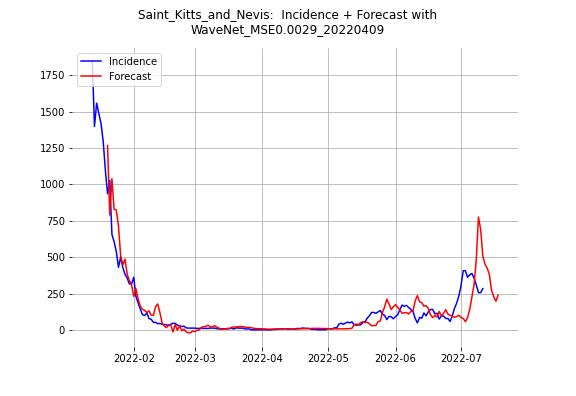 Saint_Kitts_and_Nevis:  Incidence + Forecast with
WaveNet_MSE0.0029_20220409
Incidence
Forecast
1750
1500
1250
1000
750
500
250
0
2022-02 2022-03 2022-04 2022-05 2022-06 2022-07